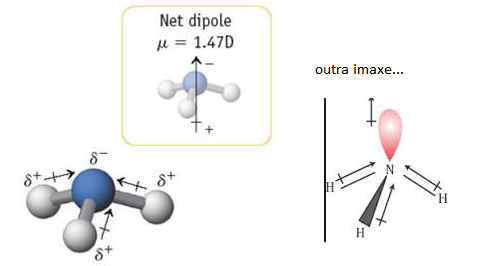 Net dipole
μ = 1.47D
−
+
outra imaxe...
δ−
δ+
δ+
δ+
N
H
H
H